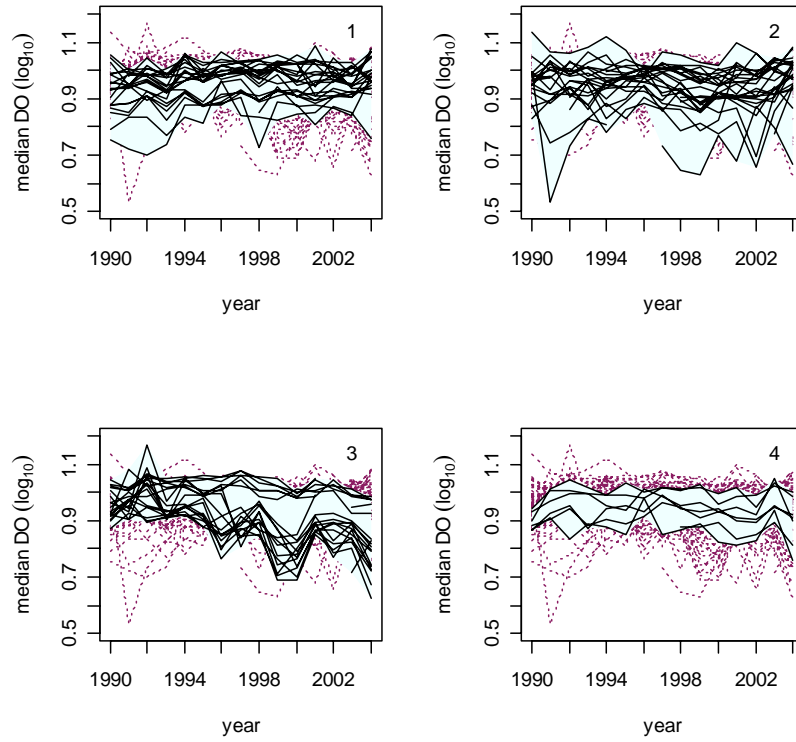 1
median DO (log₁₀)
0.5 0.7 0.9 1.1
1990 1994 1998 2002
year
2
median DO (log₁₀)
0.5 0.7 0.9 1.1
1990 1994 1998 2002
year
3
median DO (log₁₀)
0.5 0.7 0.9 1.1
1990 1994 1998 2002
year
4
median DO (log₁₀)
0.5 0.7 0.9 1.1
1990 1994 1998 2002
year